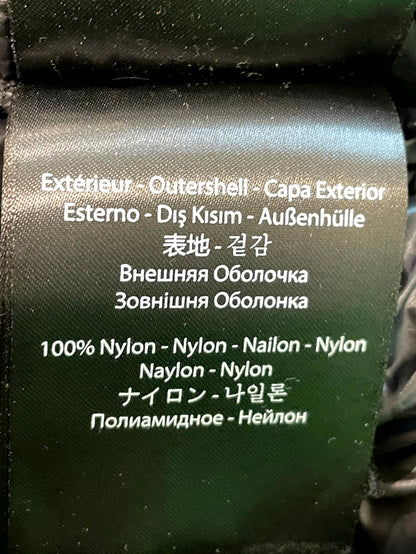 Extérieur - Outershell - Capa Exterior
Esterno - Dış Kısım - Außenhülle
表地 - 겉감
Внешняя Оболочка
Зовнішня Оболонка
100% Nylon - Nylon - Nailon - Nylon
Naylon - Nylon
ナイロン - 나일론
Полиамидное - Нейлон